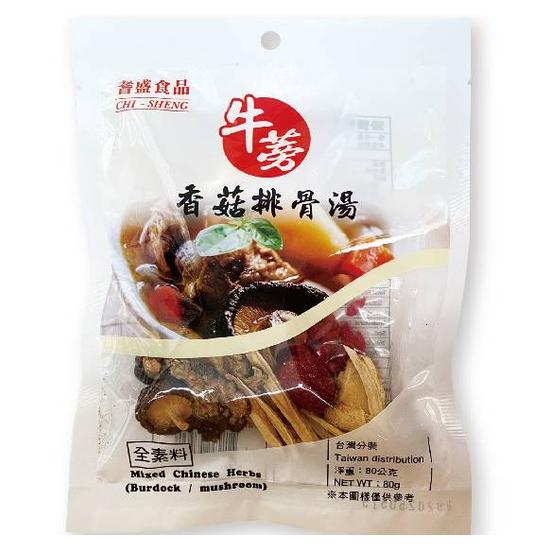 耆盛食品
CHI - SHENG
牛蒡
香菇排骨湯
全素料
Mixed Chinese Herbs
(Burdock / mushroom)
台灣分裝
Taiwan distribution
淨重：80公克
NET WT：80g
※本圖樣僅供參考